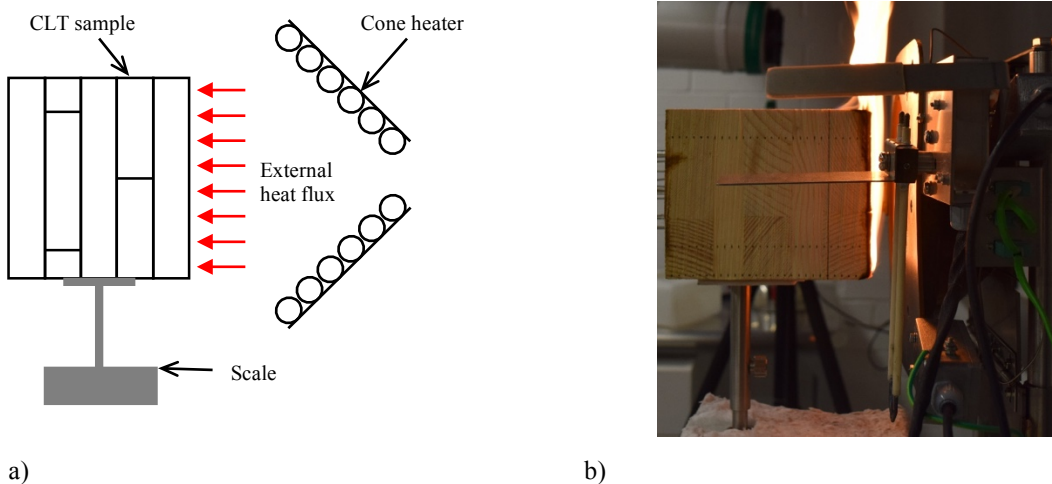 CLT sample
Cone heater
External
heat flux
Scale
a)
b)